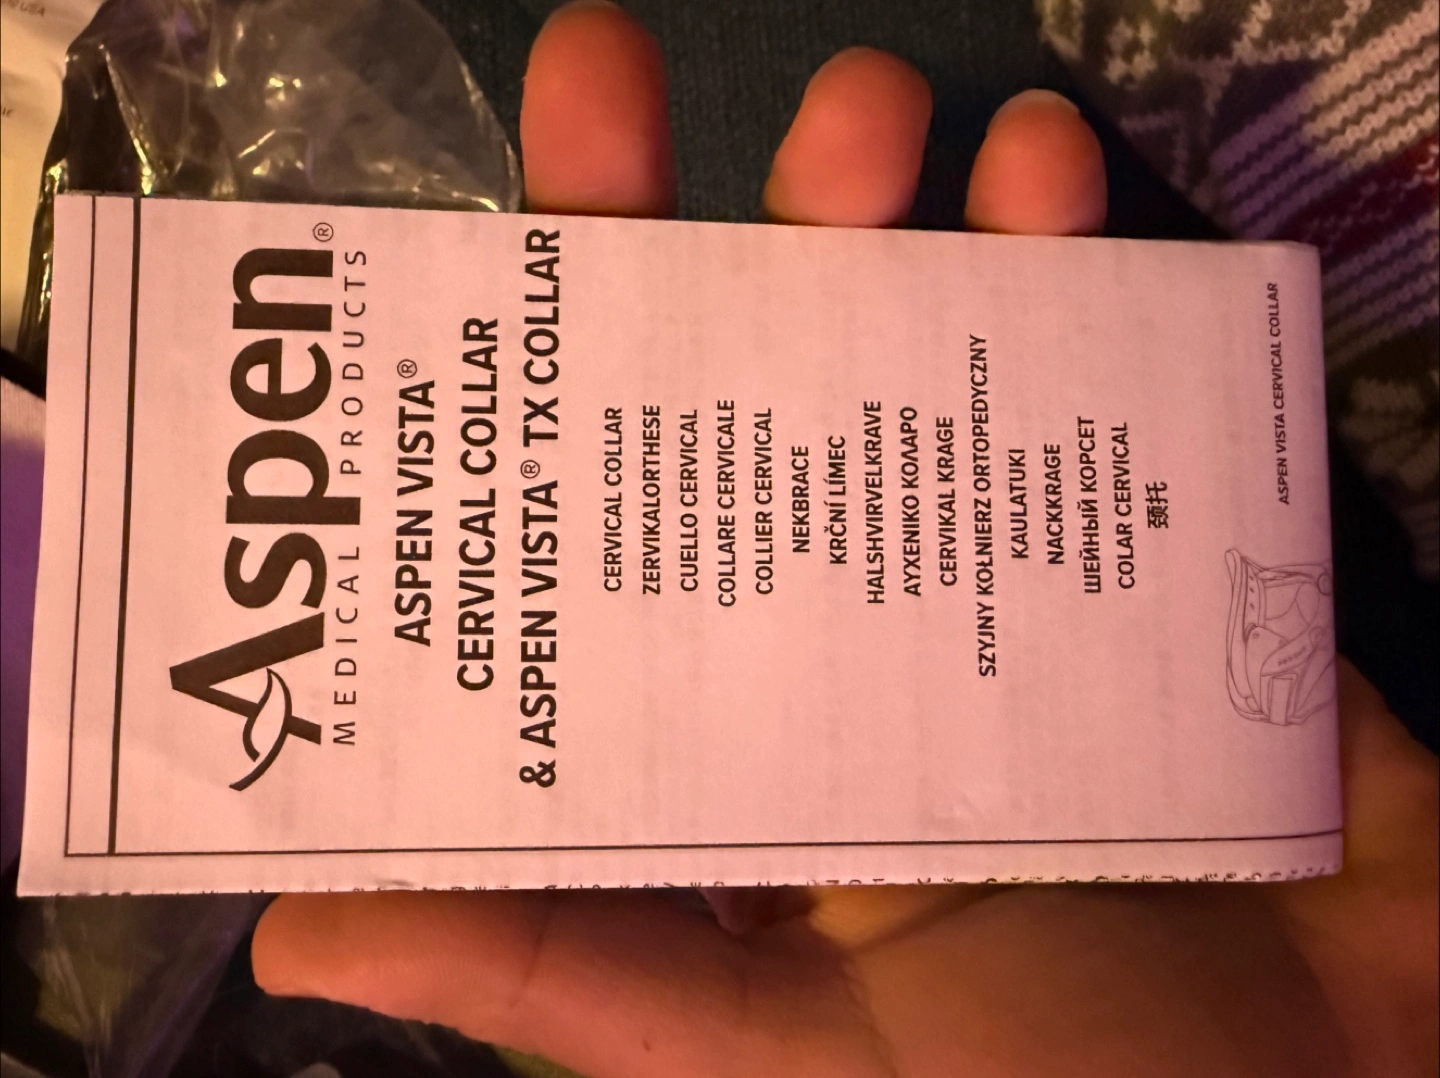 Aspen®
MEDICAL PRODUCTS
ASPEN VISTA®
CERVICAL COLLAR
& ASPEN VISTA® TX COLLAR
CERVICAL COLLAR
ZERVIKALORTHESE
CUELLO CERVICAL
COLLARE CERVICALE
COLLIER CERVICAL
NEKBRACE
KRČNÍ LÍMEC
HALSHVIRVELKRAVE
ΑΥΧΕΝΙΚΟ ΚΟΛΑΡΟ
CERVIKAL KRAGE
SZYJNY KOŁNIERZ ORTOPEDYCZNY
KAULATUKI
NACKKRAGE
ШЕЙНЫЙ КОРСЕТ
COLAR CERVICAL
颈托
ASPEN VISTA CERVICAL COLLAR